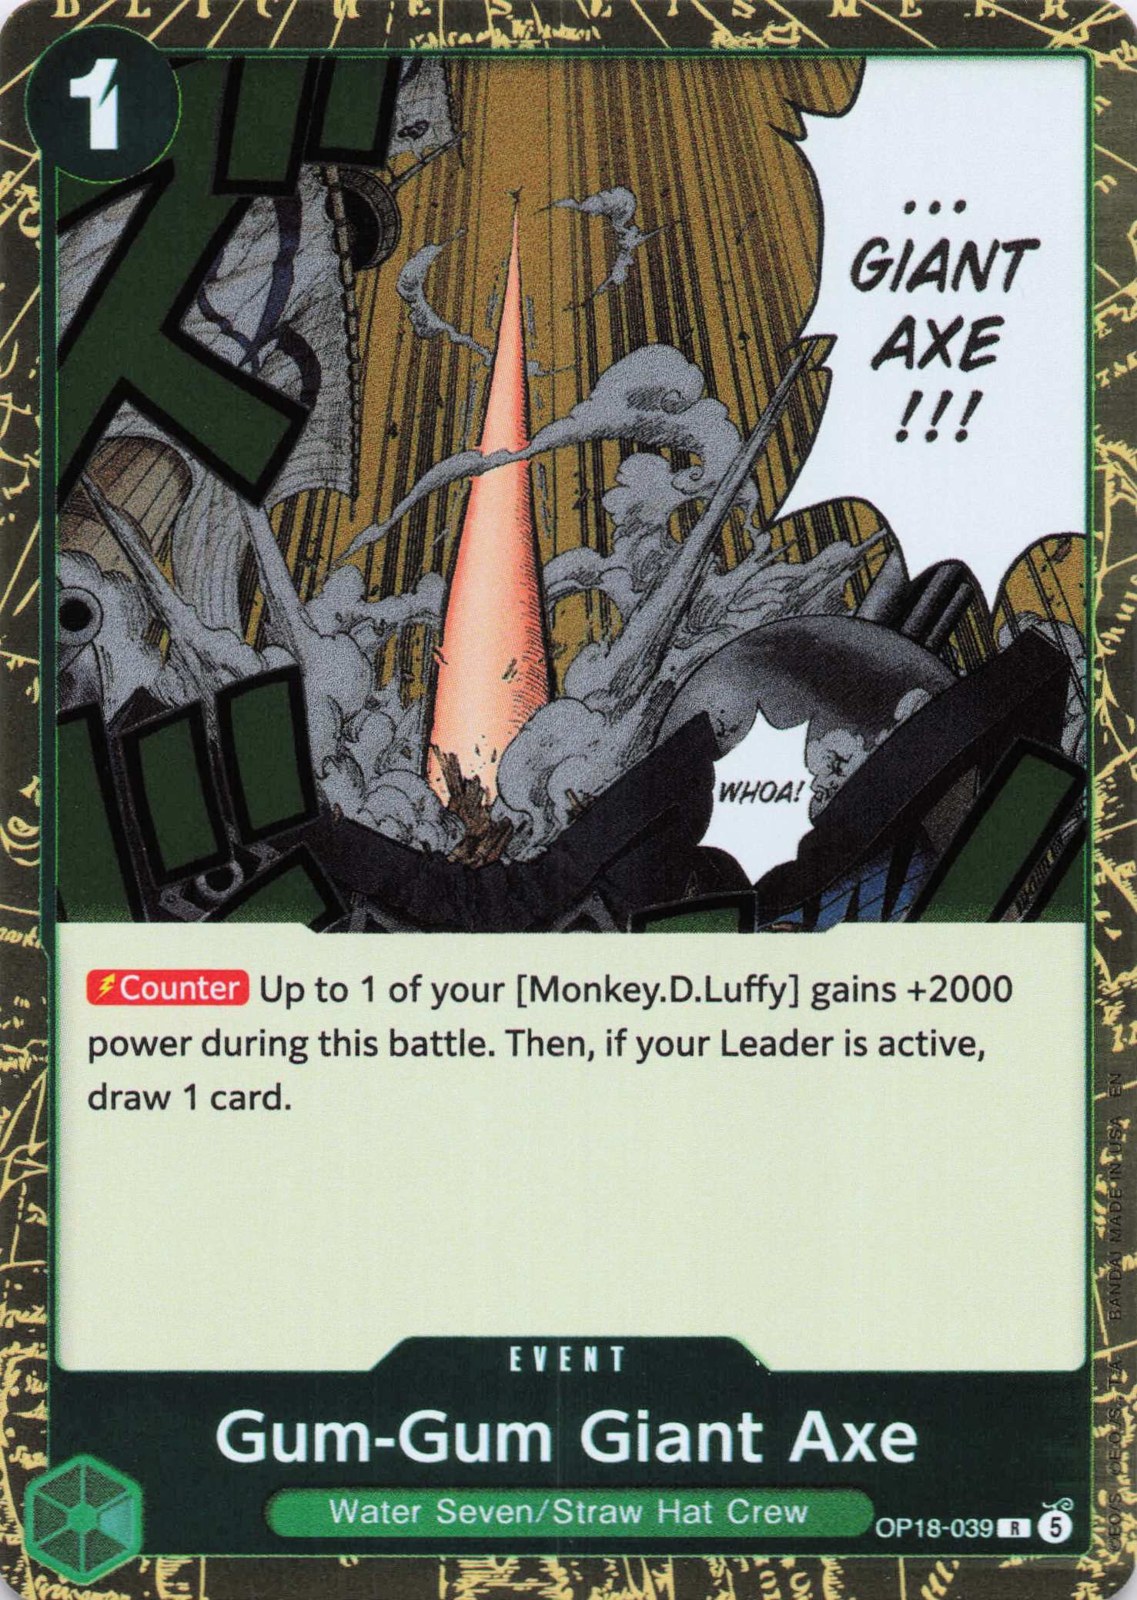 1
...
GIANT
AXE
!!!
WHOA!
Counter Up to 1 of your [Monkey.D.Luffy] gains +2000
power during this battle. Then, if your Leader is active,
draw 1 card.
EVENT
Gum-Gum Giant Axe
Water Seven/Straw Hat Crew
OP18-039 R 5
BANDAI MADE IN USA EN